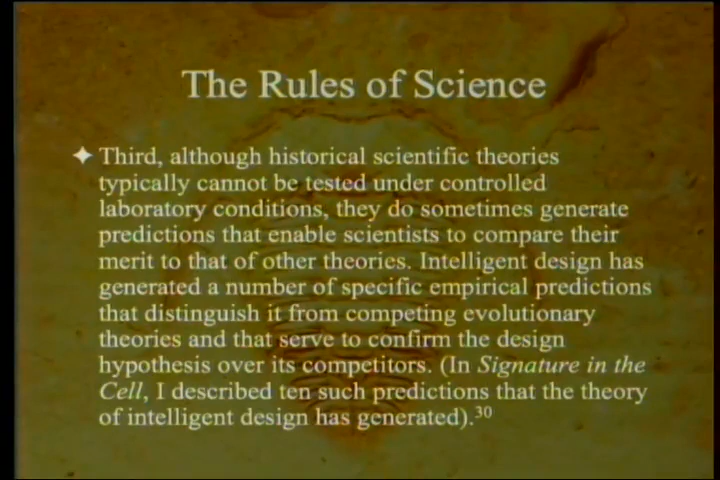 The Rules of Science
Third, although historical scientific theories
typically cannot be tested under controlled
laboratory conditions, they do sometimes generate
predictions that enable scientists to compare their
merit to that of other theories. Intelligent design has
generated a number of specific empirical predictions
that distinguish it from competing evolutionary
theories and that serve to confirm the design
hypothesis over its competitors. (In Signature in the
Cell, I described ten such predictions that the theory
of intelligent design has generated).30